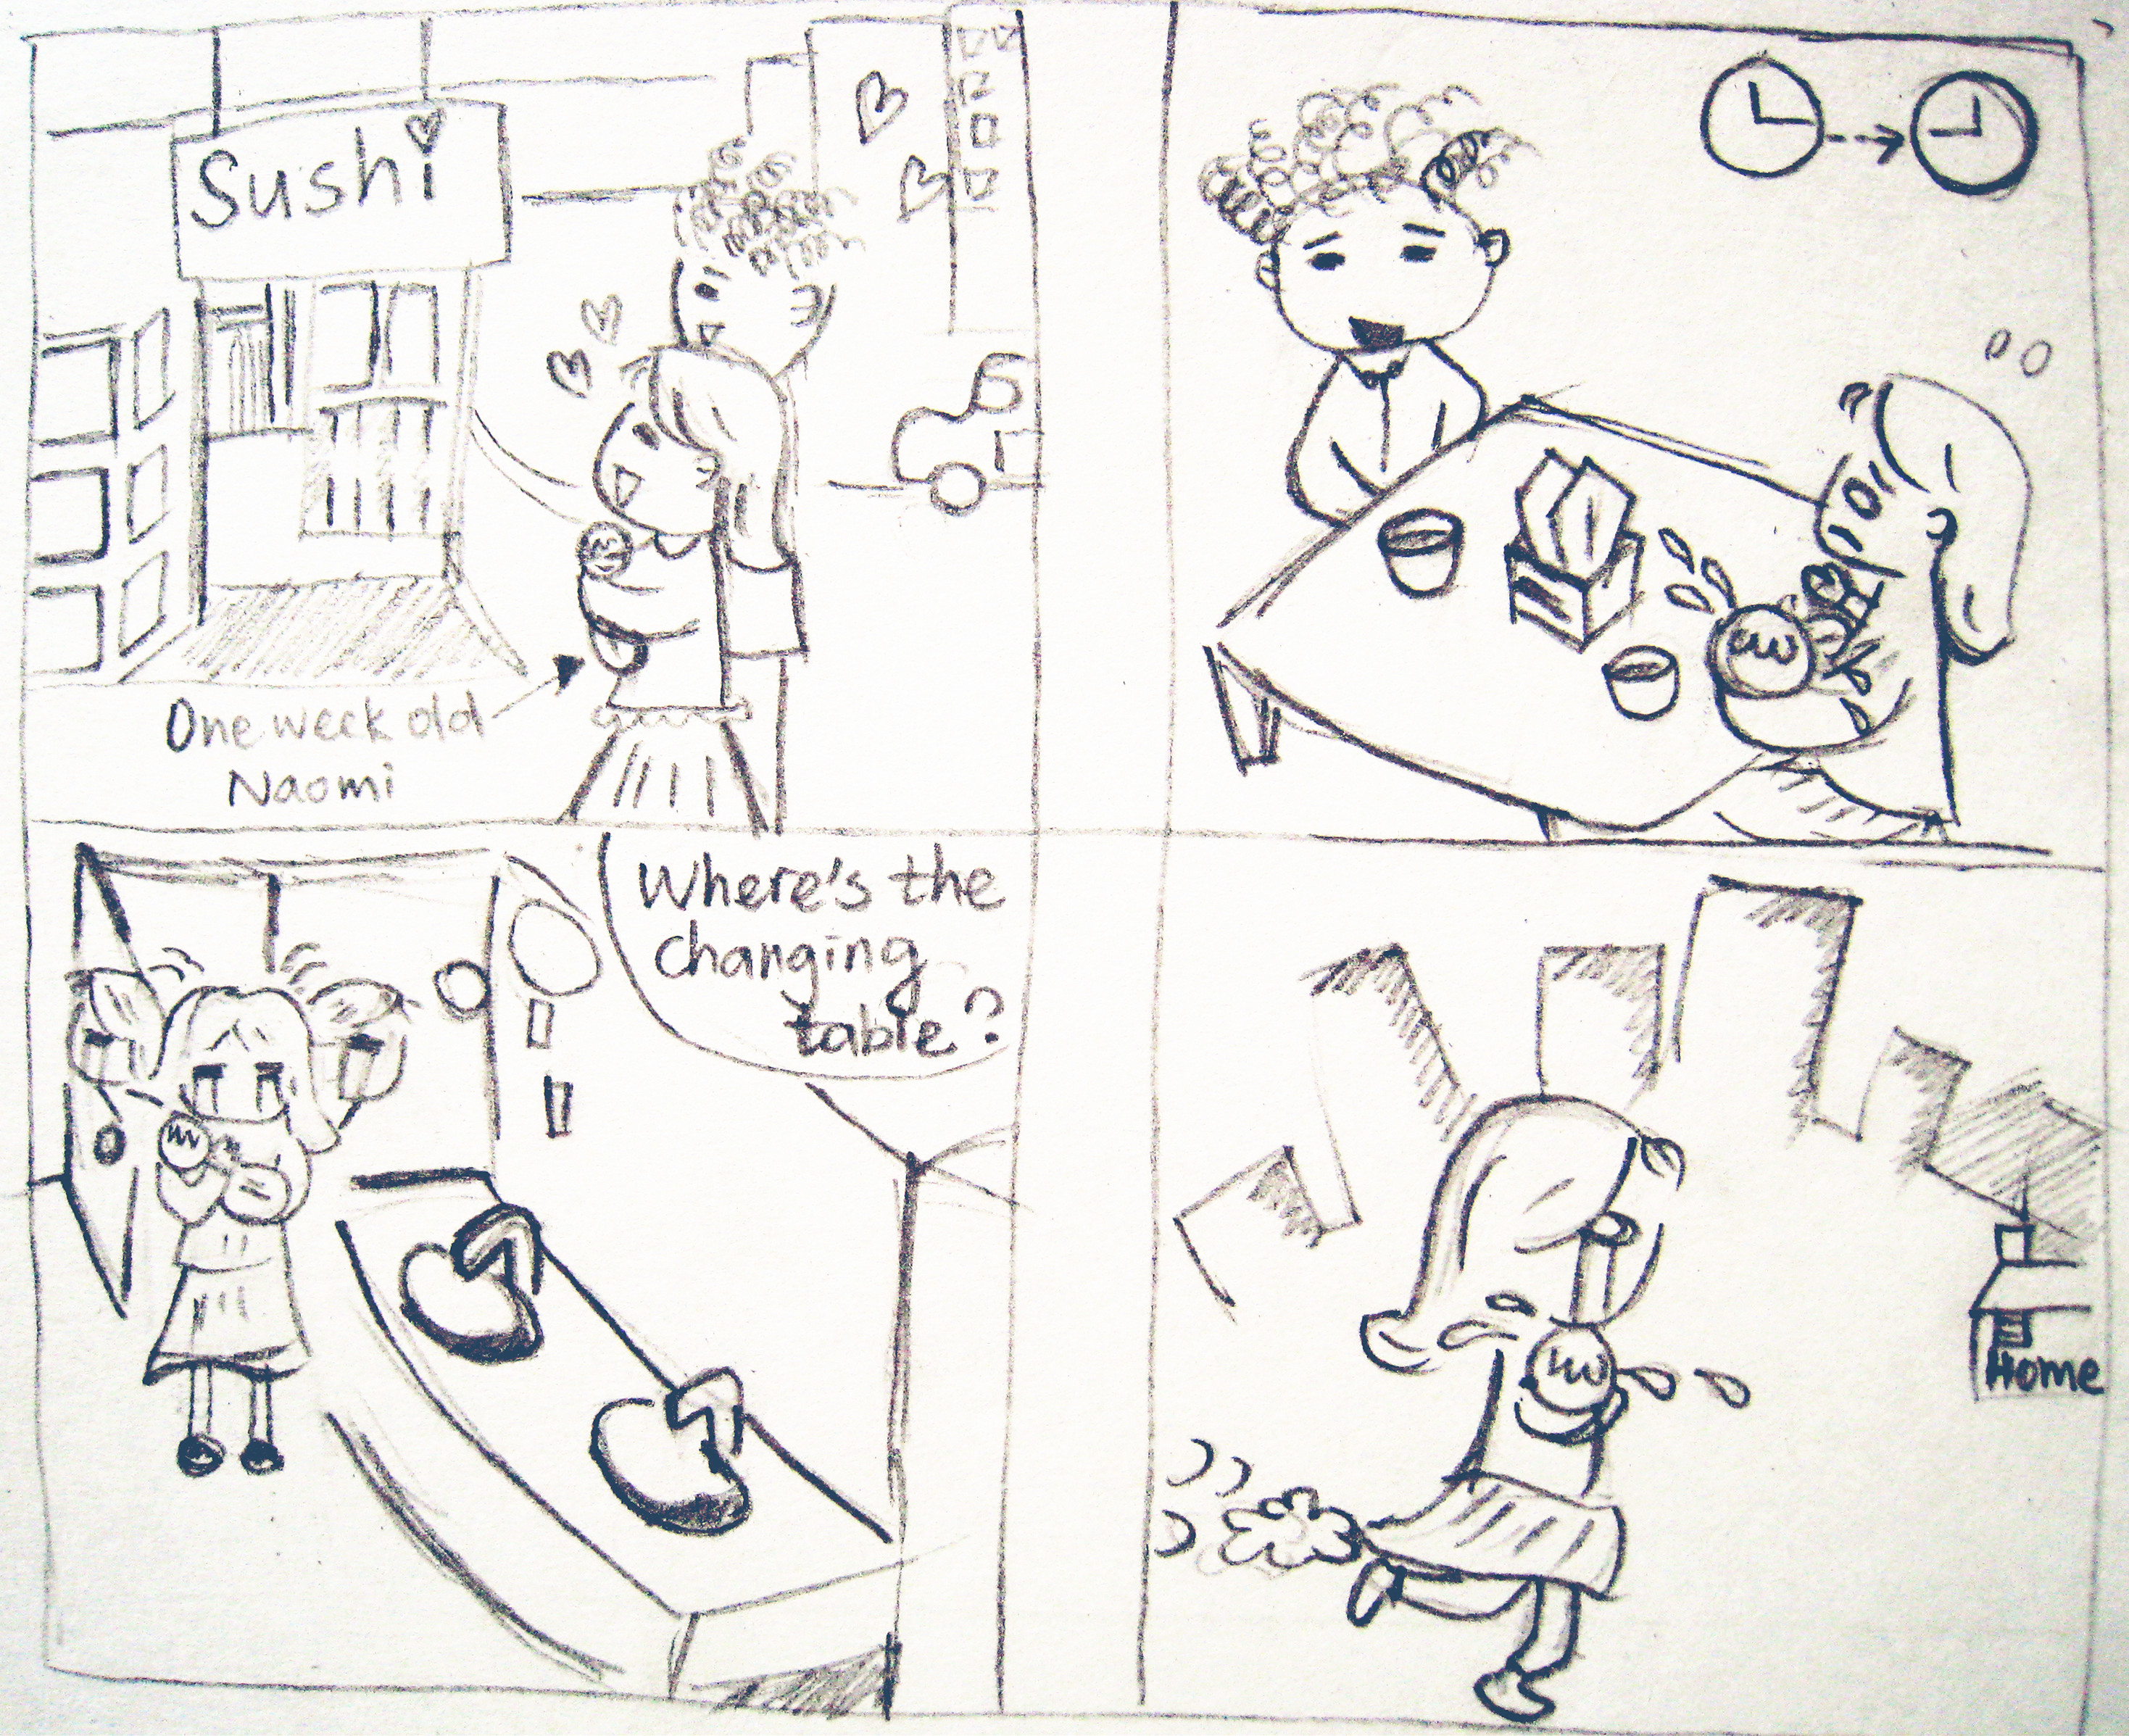 Sushi
One week old
Naomi
Where's the
changing
table?
Home